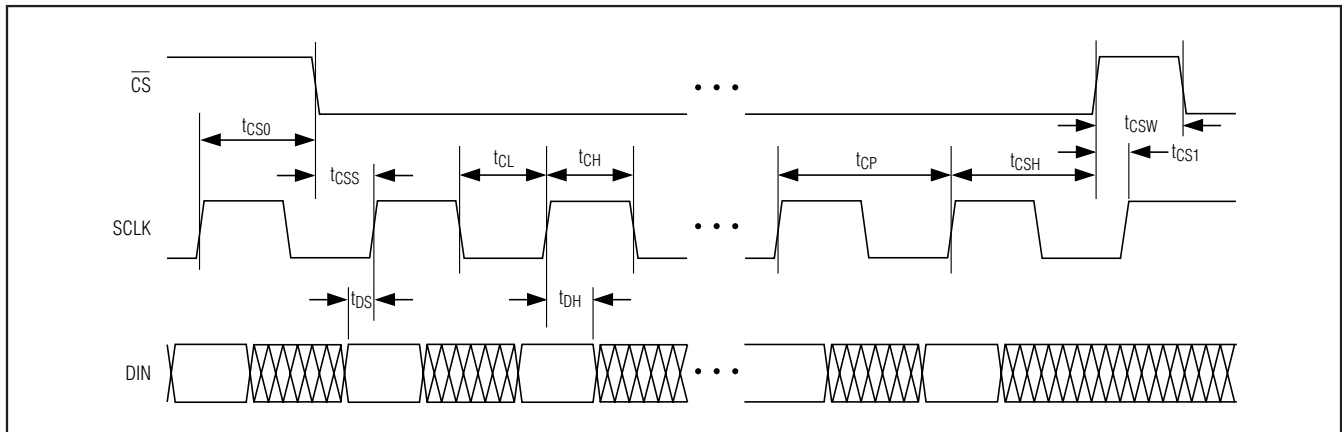 CS
tCS0
tCSW
tCSS
tCL
tCH
tCP
tCSH
tCS1
SCLK
tDS
tDH
DIN